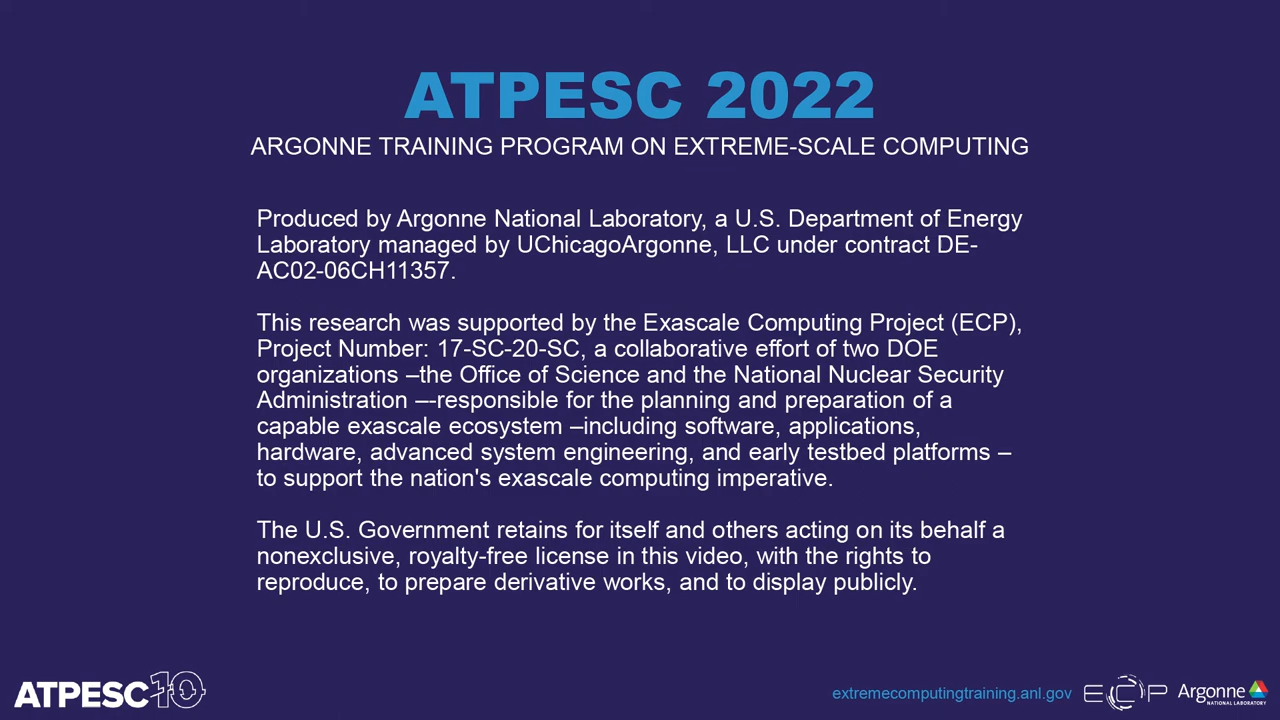 ATPESC 2022
ARGONNE TRAINING PROGRAM ON EXTREME-SCALE COMPUTING
Produced by Argonne National Laboratory, a U.S. Department of Energy
Laboratory managed by UChicagoArgonne, LLC under contract DE-
AC02-06CH11357.
This research was supported by the Exascale Computing Project (ECP),
Project Number: 17-SC-20-SC, a collaborative effort of two DOE
organizations –the Office of Science and the National Nuclear Security
Administration –-responsible for the planning and preparation of a
capable exascale ecosystem –including software, applications,
hardware, advanced system engineering, and early testbed platforms –
to support the nation's exascale computing imperative.
The U.S. Government retains for itself and others acting on its behalf a
nonexclusive, royalty-free license in this video, with the rights to
reproduce, to prepare derivative works, and to display publicly.
ATPESC10
extremecomputingtraining.anl.gov
ECP
Argonne
NATIONAL LABORATORY